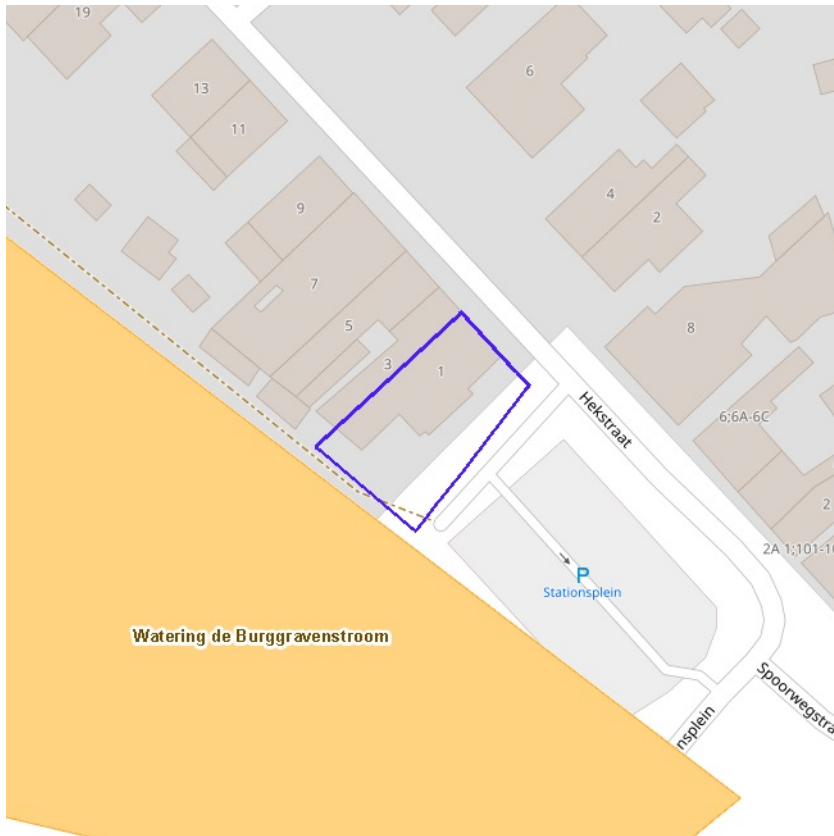 19
6
13
11
4
9
2
7
5
8
3
1
Hekstraat
6;6A-6C
2
2A 1;101-10
P
Stationsplein
Watering de Burggravenstroom
Spoorwegstra
nsplein